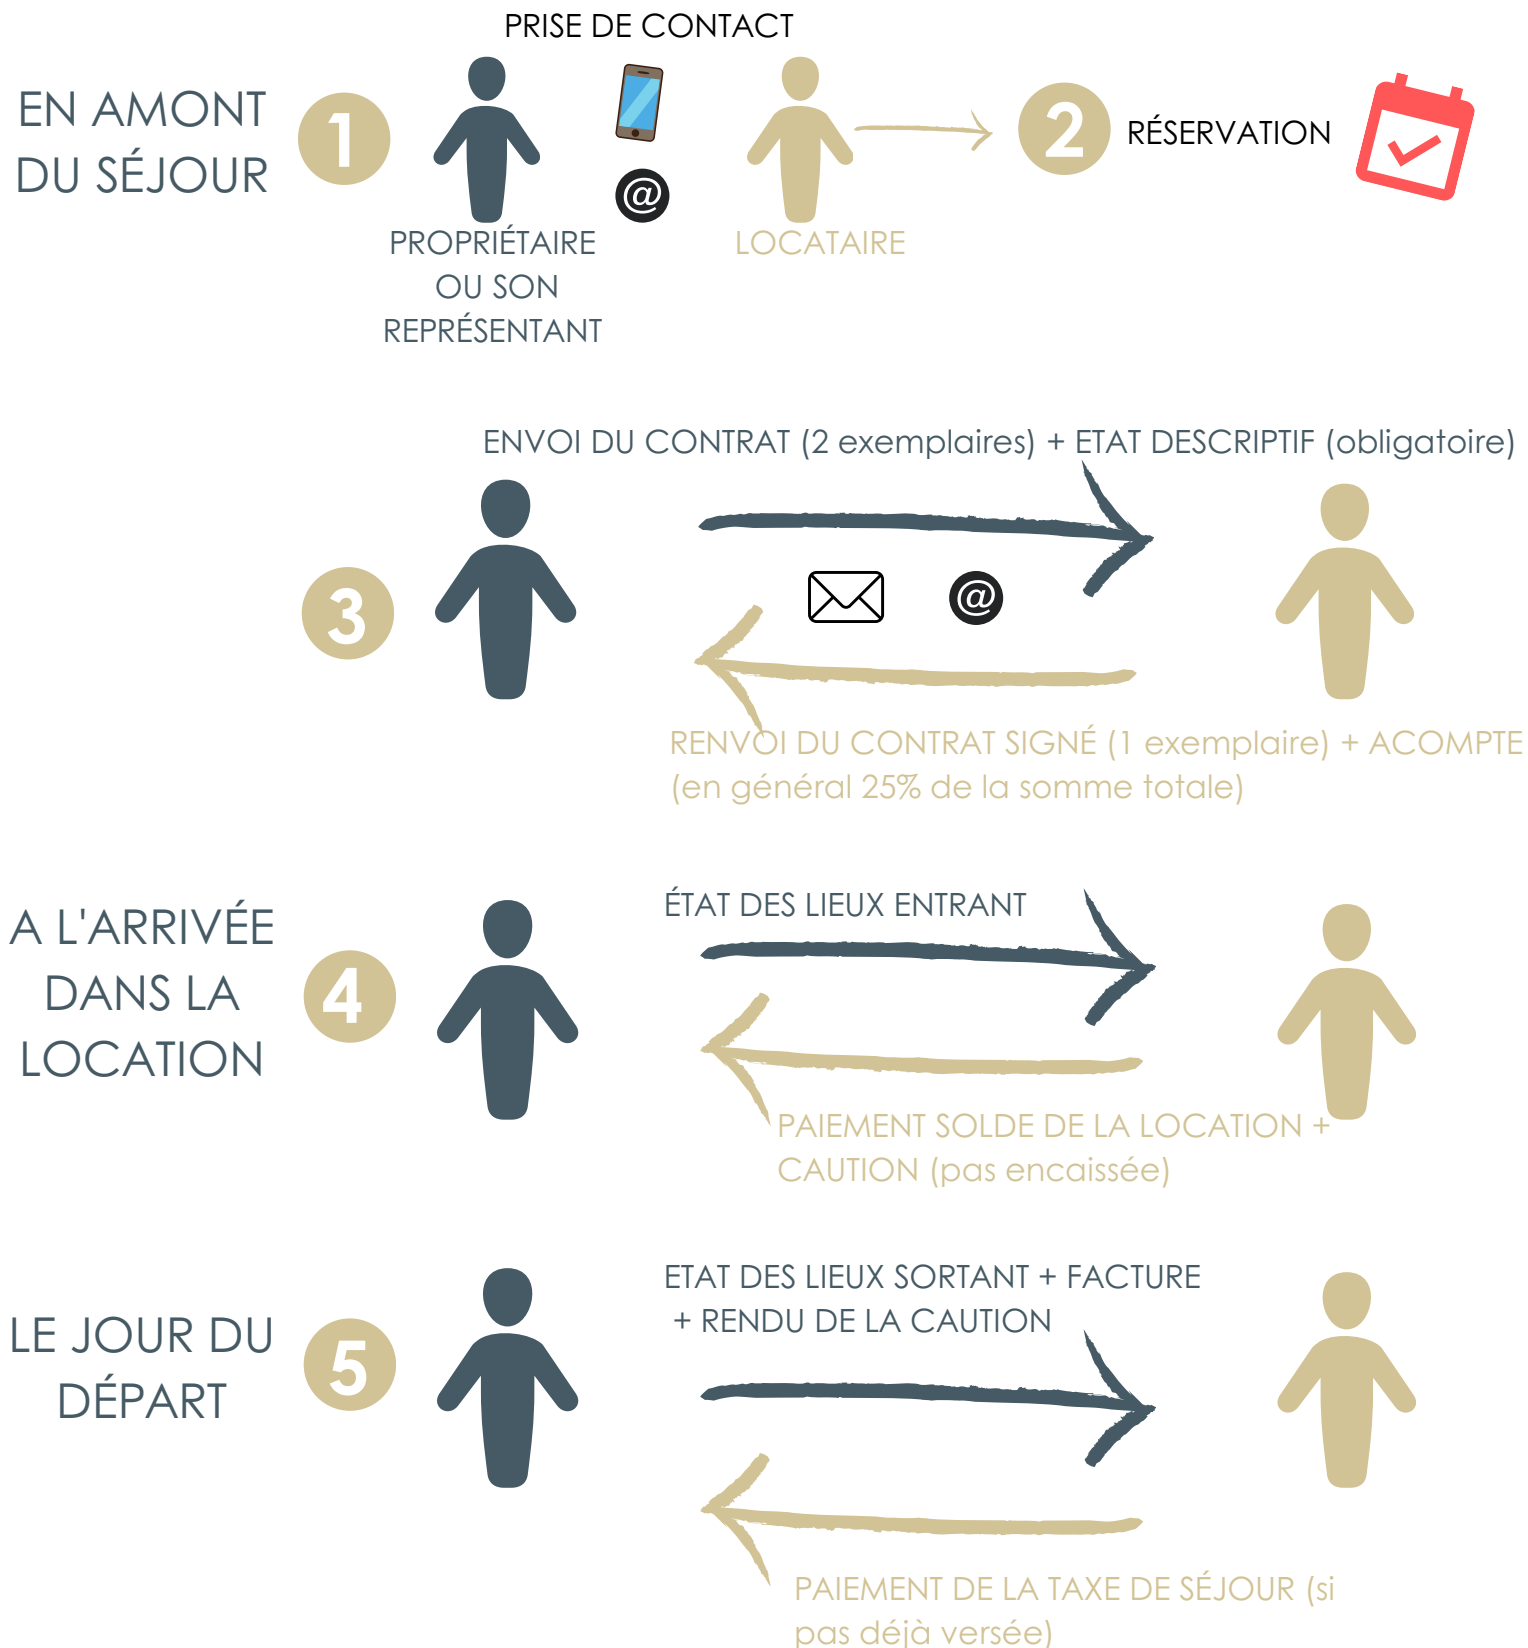 PRISE DE CONTACT
EN AMONT
DU SÉJOUR
1
PROPRIÉTAIRE
OU SON
REPRÉSENTANT
@
LOCATAIRE
2
RÉSERVATION
ENVOI DU CONTRAT (2 exemplaires) + ETAT DESCRIPTIF (obligatoire)
3
@
RENVOI DU CONTRAT SIGNÉ (1 exemplaire) + ACOMPTE
(en général 25% de la somme totale)
A L'ARRIVÉE
DANS LA
LOCATION
4
ÉTAT DES LIEUX ENTRANT
PAIEMENT SOLDE DE LA LOCATION +
CAUTION (pas encaissée)
LE JOUR DU
DÉPART
5
ETAT DES LIEUX SORTANT + FACTURE
+ RENDU DE LA CAUTION
PAIEMENT DE LA TAXE DE SÉJOUR (si
pas déjà versée)